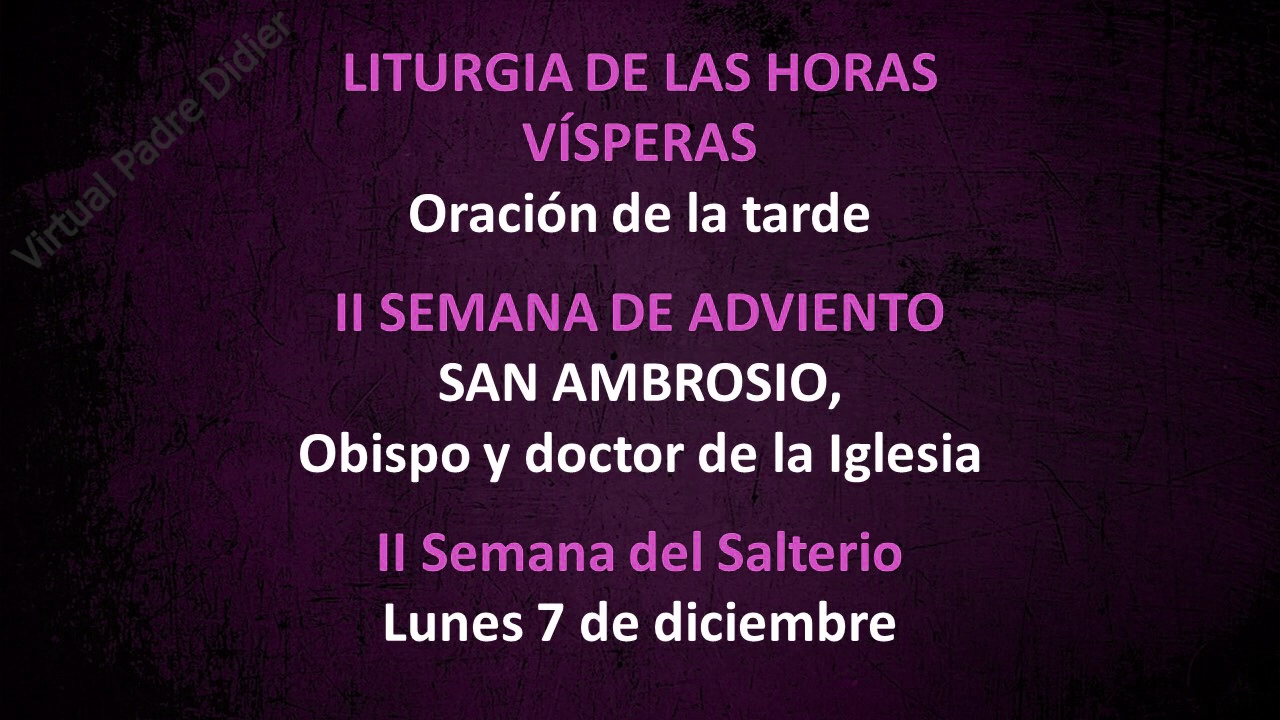 Virtual Padre Didier
LITURGIA DE LAS HORAS
VÍSPERAS
Oración de la tarde
II SEMANA DE ADVIENTO
SAN AMBROSIO,
Obispo y doctor de la Iglesia
II Semana del Salterio
Lunes 7 de diciembre